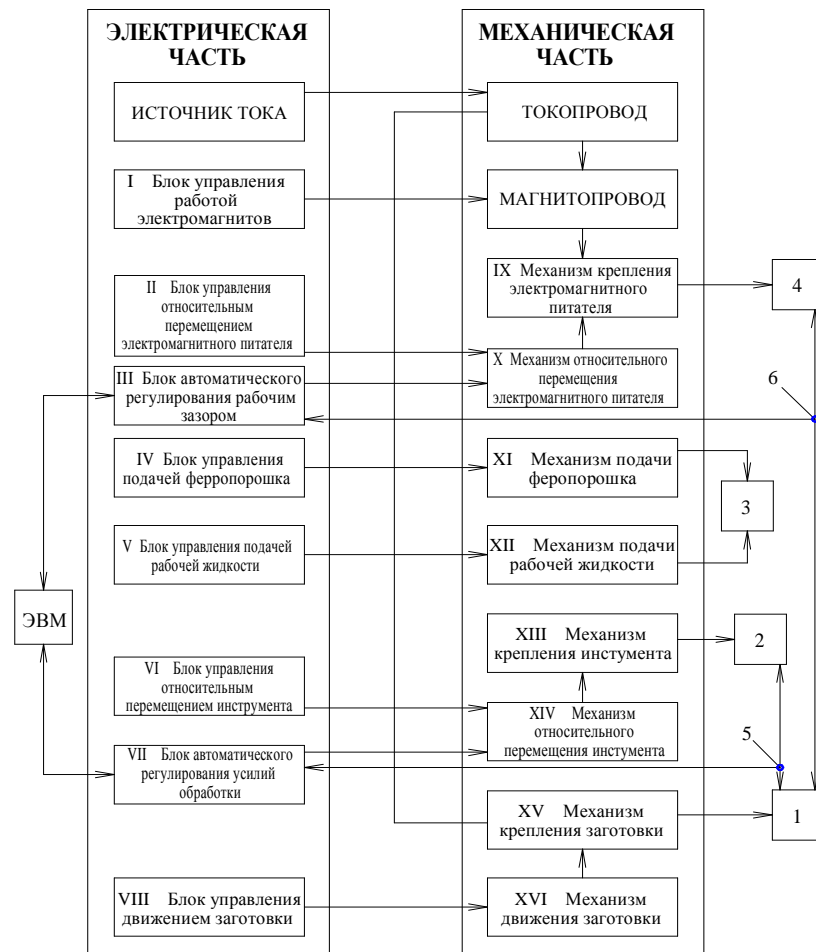 ЭЛЕКТРИЧЕСКАЯ
ЧАСТЬ
МЕХАНИЧЕСКАЯ
ЧАСТЬ
ИСТОЧНИК ТОКА
ТОКОПРОВОД
I Блок управления
работой
электромагнитов
МАГНИТОПРОВОД
II Блок управления
относительным
перемещением
электромагнитного питателя
IX Механизм крепления
электромагнитного
питателя
4
X Механизм относительного
перемещения
электромагнитного питателя
III Блок автоматического
регулирования рабочим
зазором
6
IV Блок управления
подачей ферропорошка
XI Механизм подачи
феропорошка
3
V Блок управления подачей
рабочей жидкости
XII Механизм подачи
рабочей жидкости
ЭВМ
XIII Механизм
крепления инстумента
2
VI Блок управления
относительным
перемещением инструмента
XIV Механизм
относительного
перемещения инстумента
5
VII Блок автоматического
регулирования усилий
обработки
XV Механизм
крепления заготовки
1
VIII Блок управления
движением заготовки
XVI Механизм
движения заготовки